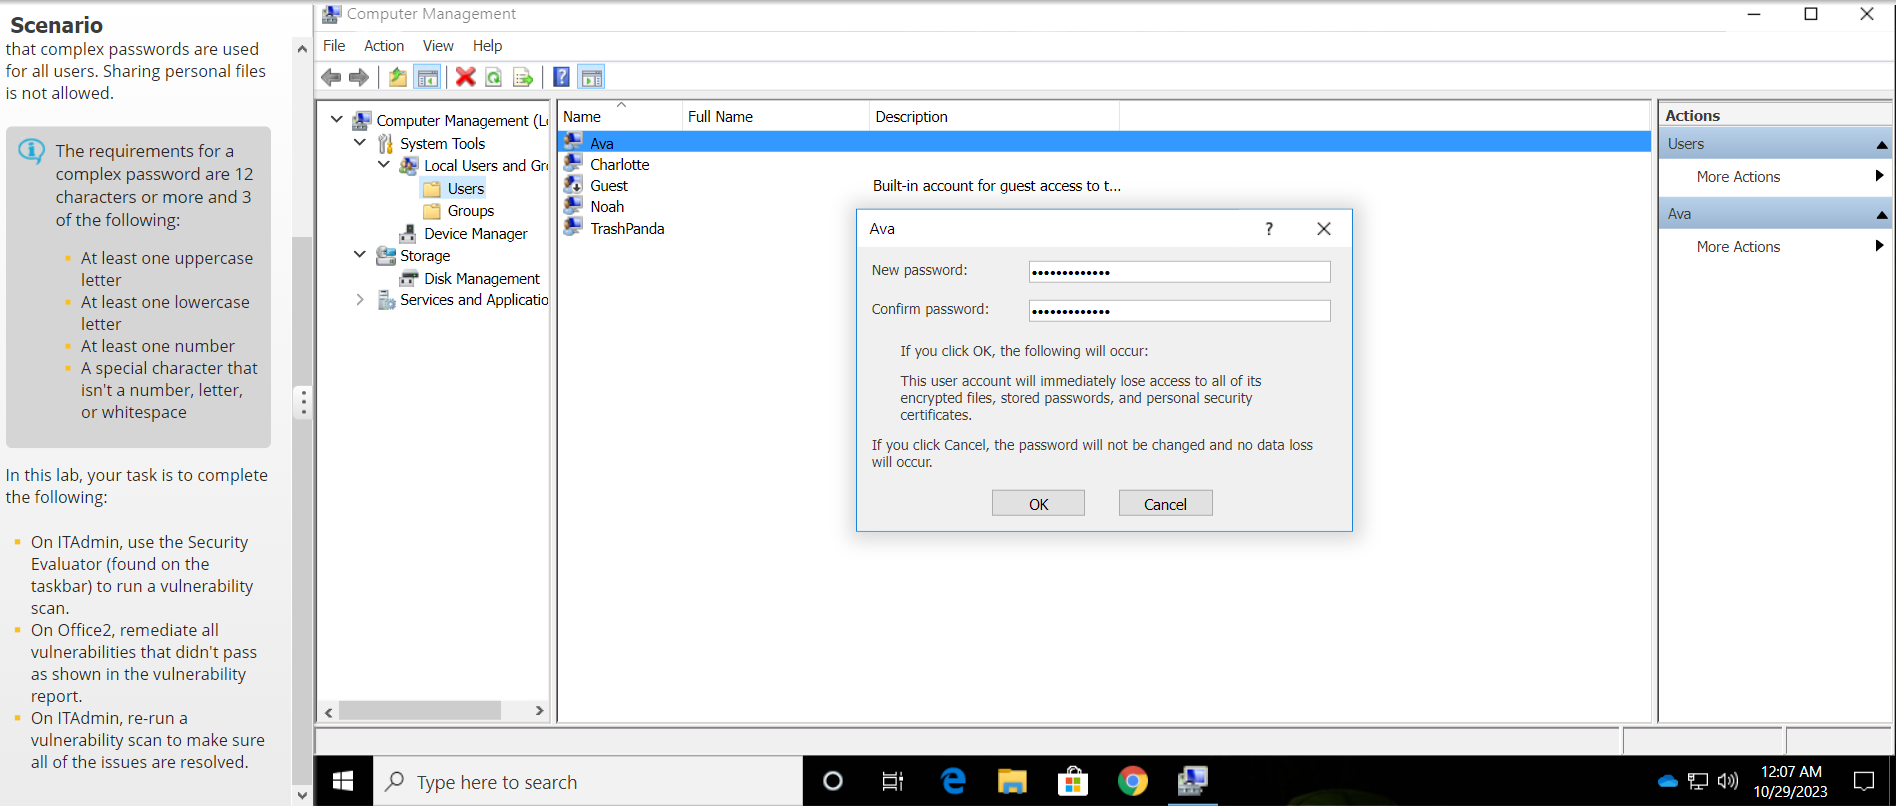 Scenario
that complex passwords are used
for all users. Sharing personal files
is not allowed.
The requirements for a
complex password are 12
characters or more and 3
of the following:
At least one uppercase
letter
At least one lowercase
letter
At least one number
A special character that
isn't a number, letter,
or whitespace
In this lab, your task is to complete
the following:
On ITAdmin, use the Security
Evaluator (found on the
taskbar) to run a vulnerability
scan.
On Office2, remediate all
vulnerabilities that didn't pass
as shown in the vulnerability
report.
On ITAdmin, re-run a
vulnerability scan to make sure
all of the issues are resolved.
Computer Management
File Action View Help
Computer Management (L
System Tools
Local Users and Gr
Users
Groups
Device Manager
Storage
Disk Management
Services and Applicatio
Name Full Name Description
Ava
Charlotte
Guest Built-in account for guest access to t...
Noah
TrashPanda
Ava
?
New password: •••••••••••••
Confirm password: •••••••••••••
If you click OK, the following will occur:
This user account will immediately lose access to all of its
encrypted files, stored passwords, and personal security
certificates.
If you click Cancel, the password will not be changed and no data loss
will occur.
OK Cancel
Actions
Users
More Actions
Ava
More Actions
Type here to search
12:07 AM
10/29/2023